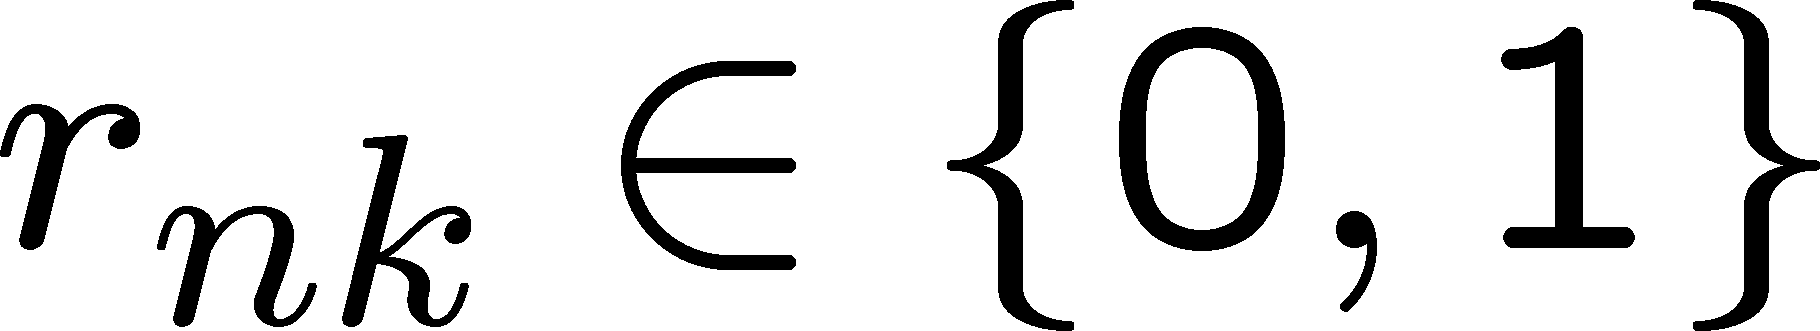 r_{nk} ∈ {0, 1}